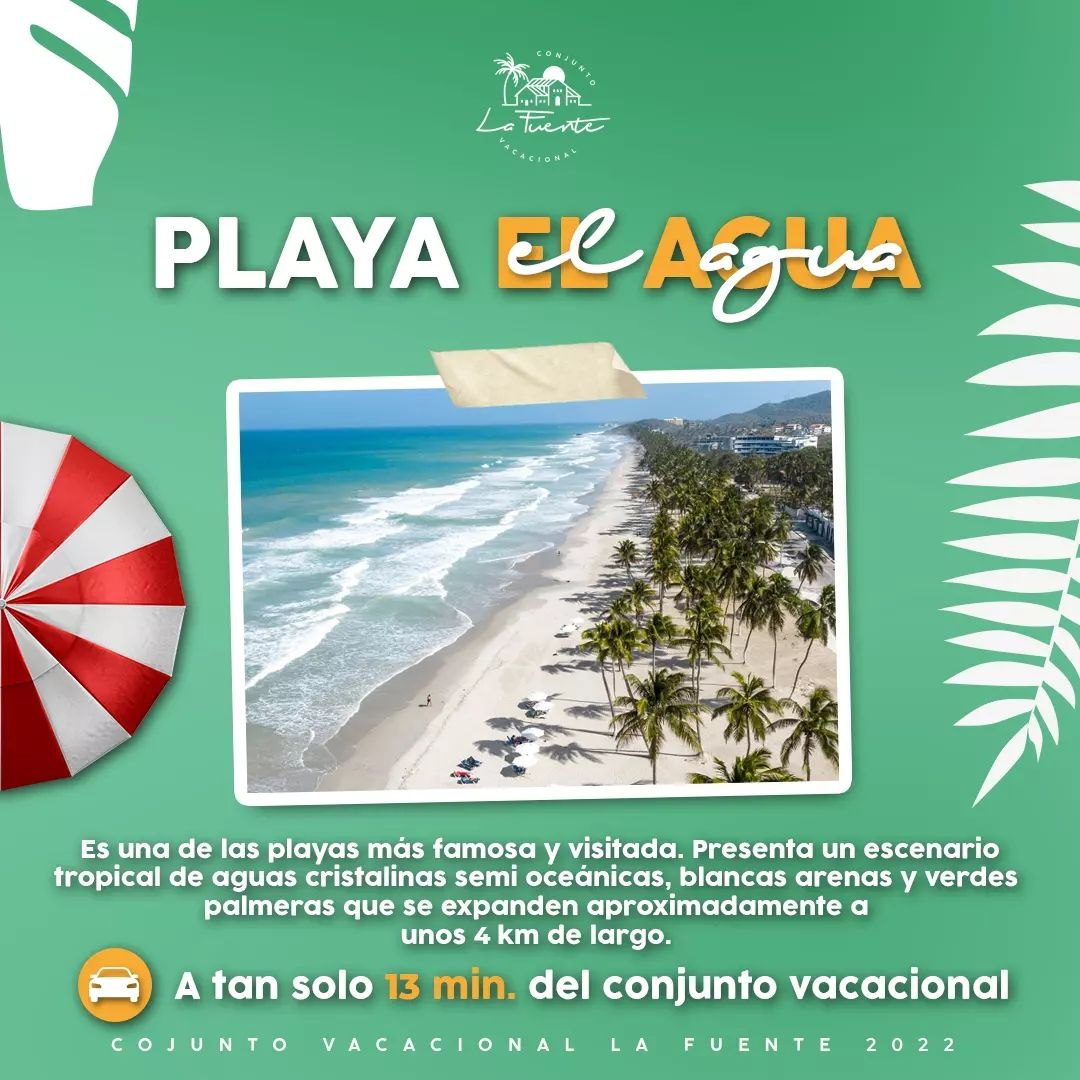 CONJUNTO
La Fuente
VACACIONAL
PLAYA EL AGUA
el agua
Es una de las playas más famosa y visitada. Presenta un escenario
tropical de aguas cristalinas semi oceánicas, blancas arenas y verdes
palmeras que se expanden aproximadamente a
unos 4 km de largo.
A tan solo 13 min. del conjunto vacacional
COJUNTO VACACIONAL LA FUENTE 2022